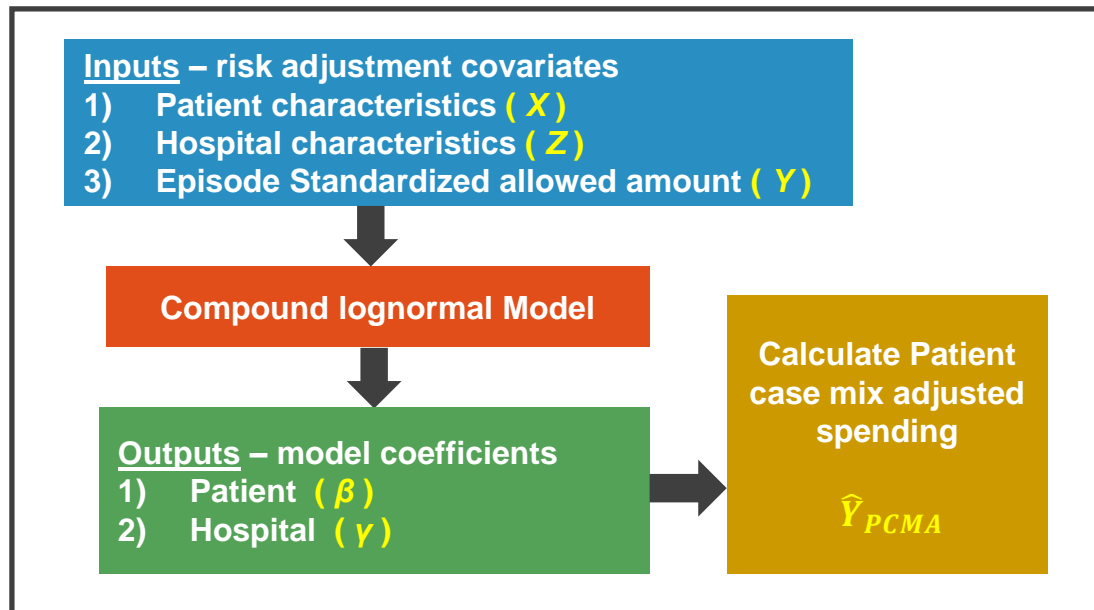 Inputs – risk adjustment covariates
1) Patient characteristics ( X )
2) Hospital characteristics ( Z )
3) Episode Standardized allowed amount ( Y )
Compound lognormal Model
Outputs – model coefficients
1) Patient ( β )
2) Hospital ( γ )
Calculate Patient
case mix adjusted
spending
Ŷ PCMA